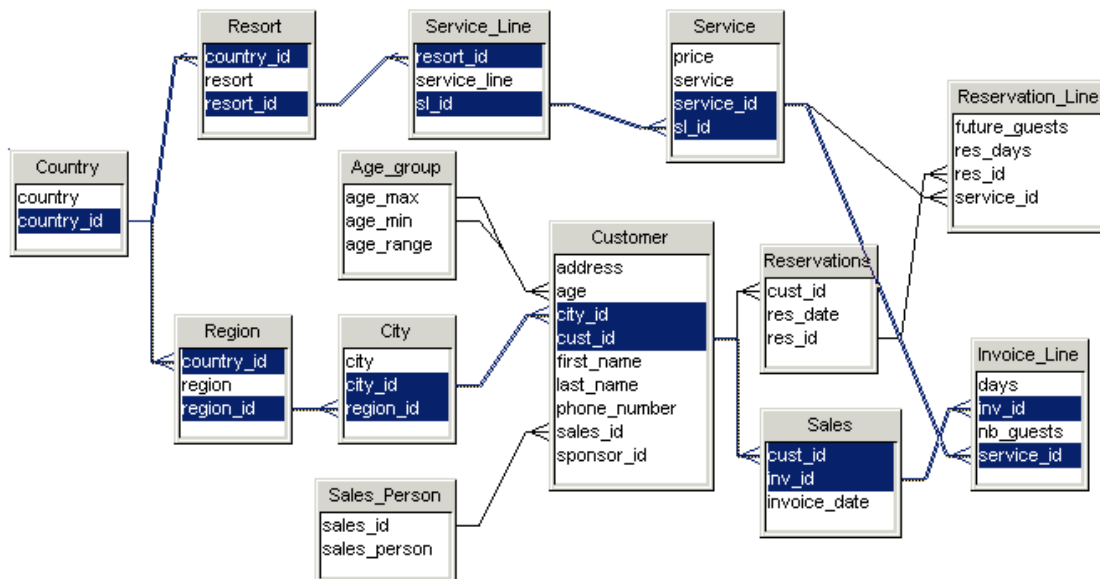 Resort
country_id
resort
resort_id
Service_Line
resort_id
service_line
sl_id
Service
price
service
service_id
sl_id
Reservation_Line
future_guests
res_days
res_id
service_id
Country
country
country_id
Age_group
age_max
age_min
age_range
Customer
address
age
city_id
cust_id
first_name
last_name
phone_number
sales_id
sponsor_id
Reservations
cust_id
res_date
res_id
Region
country_id
region
region_id
City
city
city_id
region_id
Invoice_Line
days
inv_id
nb_guests
service_id
Sales
cust_id
inv_id
invoice_date
Sales_Person
sales_id
sales_person